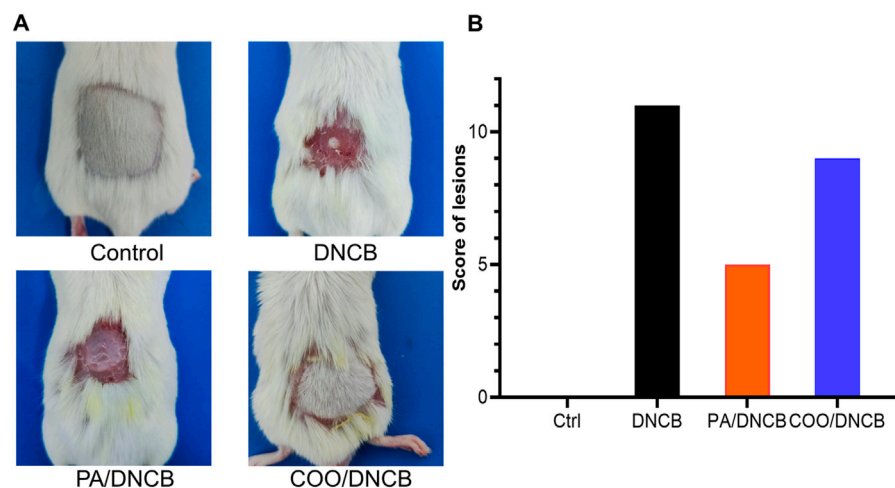 A
Control
DNCB
PA/DNCB
COO/DNCB
B
Score of lesions
10
5
0
Ctrl
DNCB
PA/DNCB
COO/DNCB